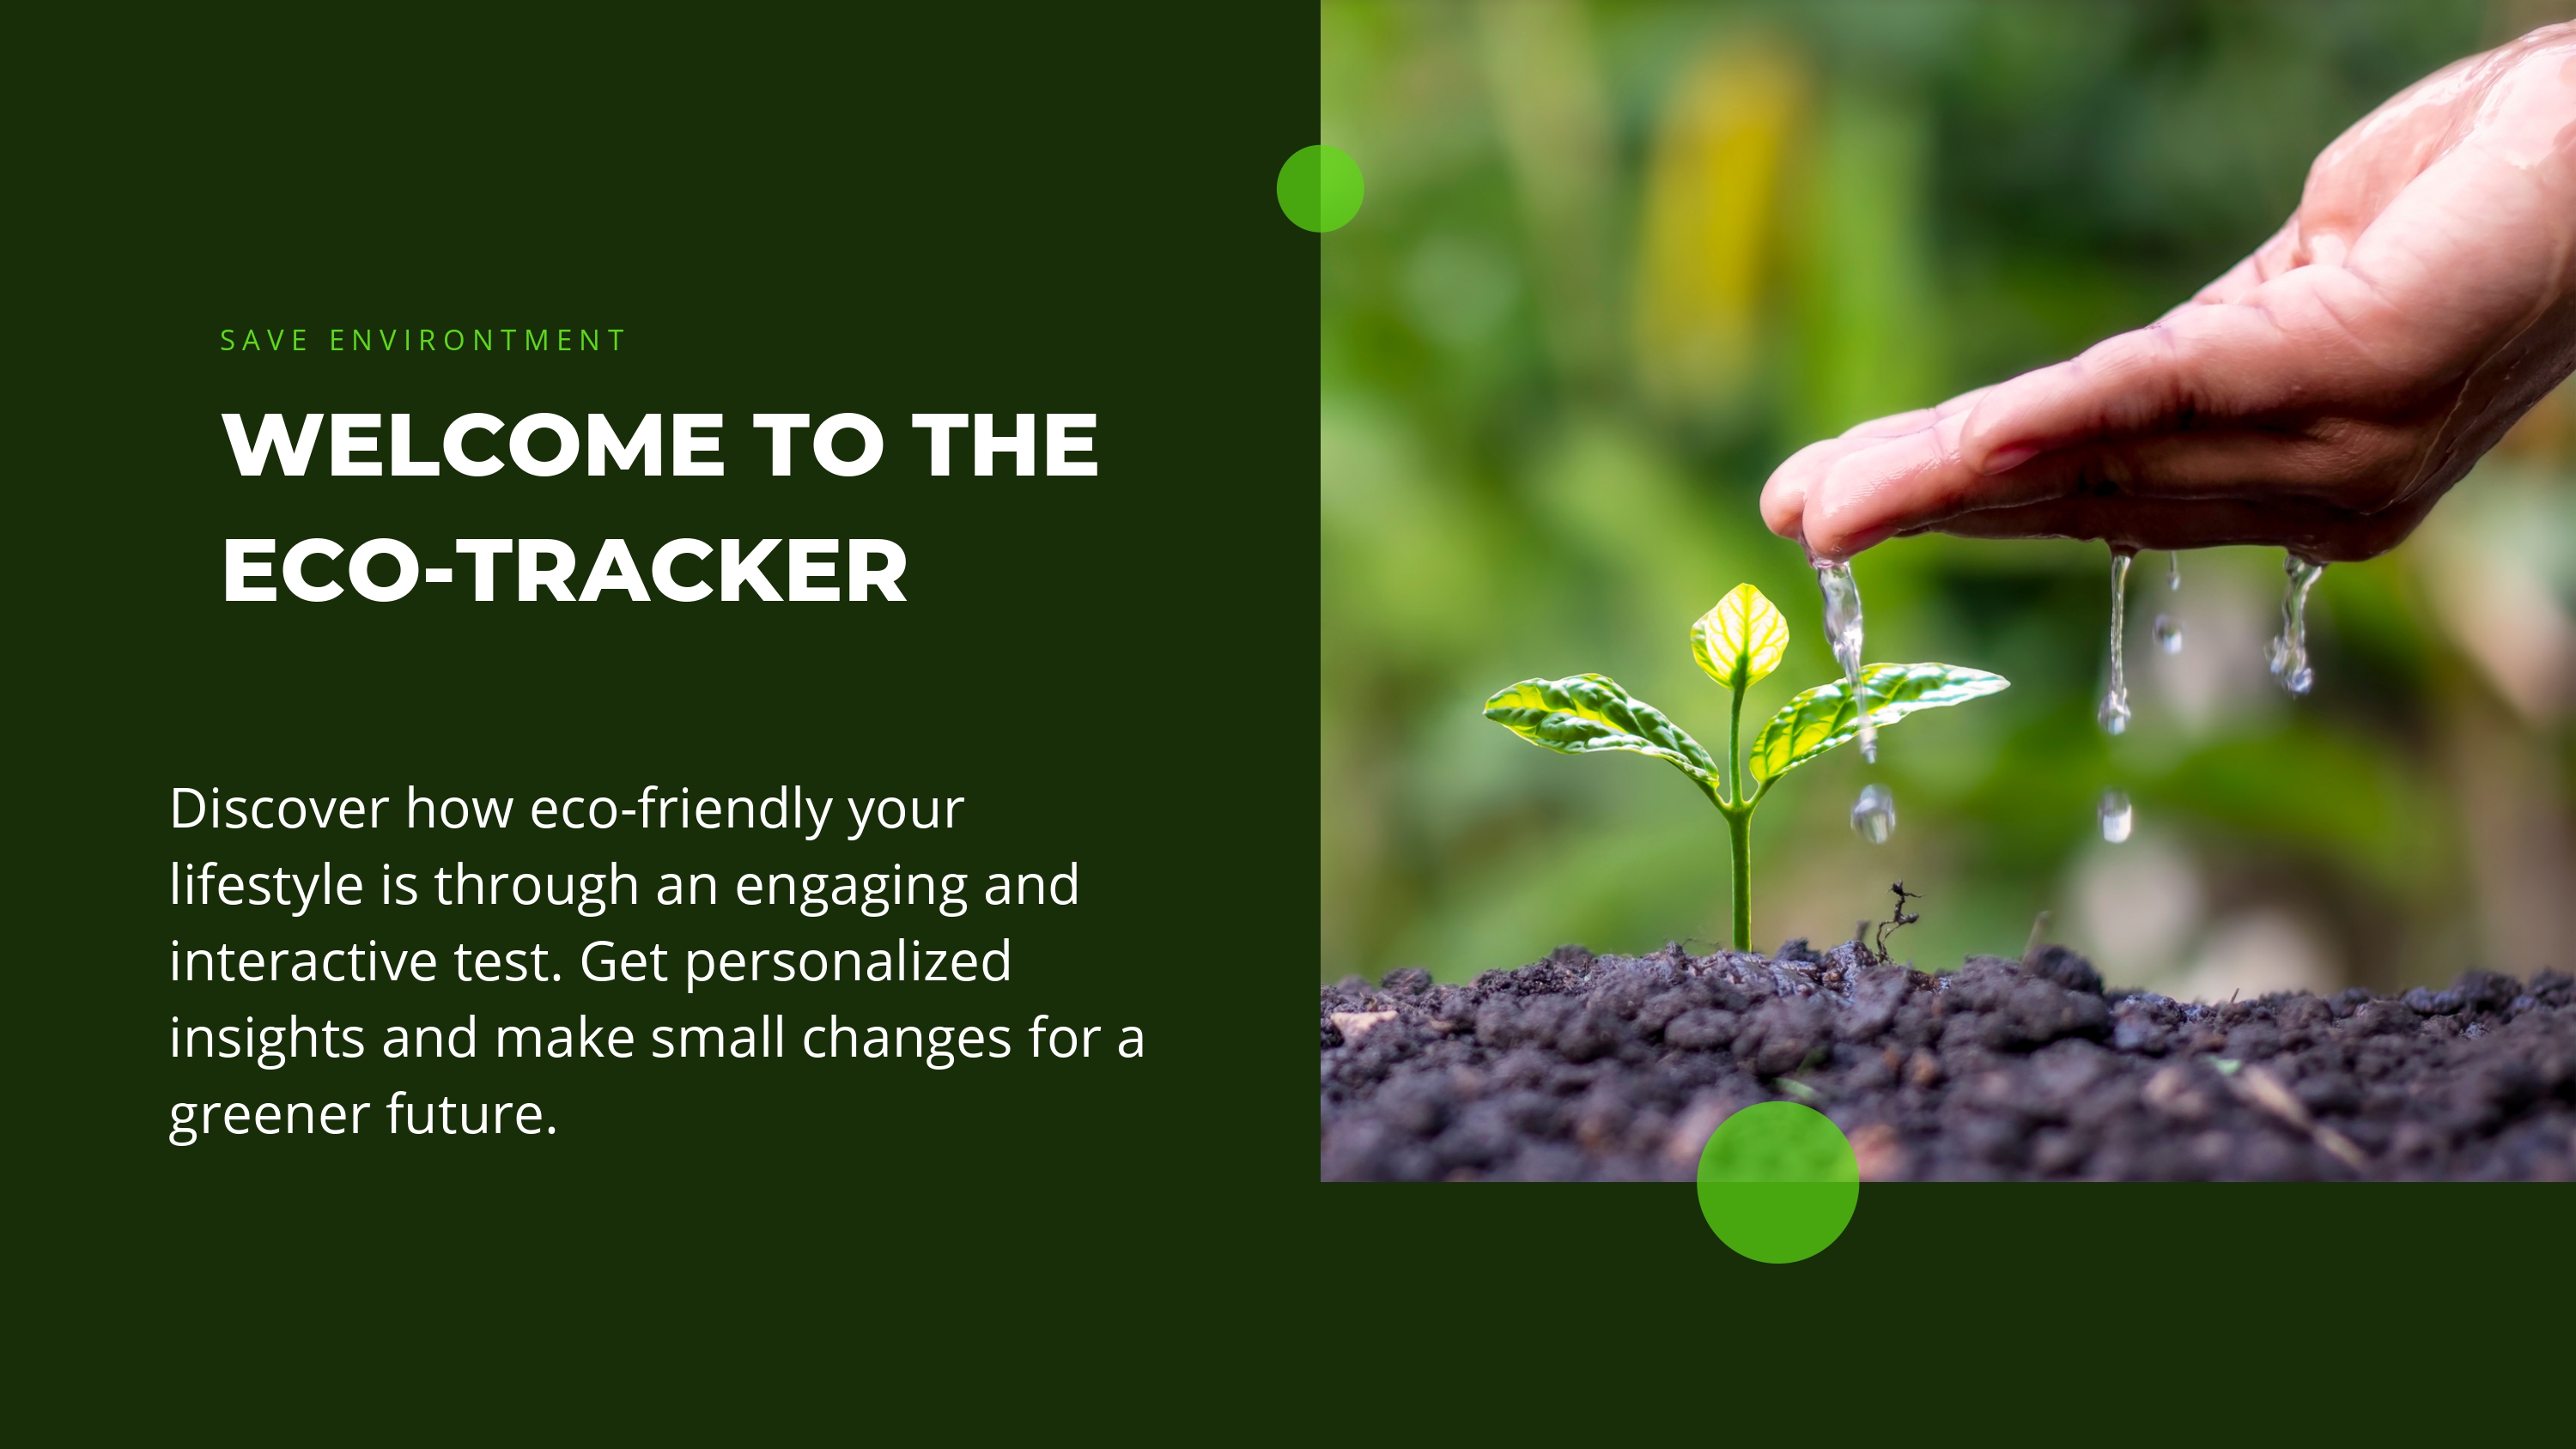 SAVE ENVIRONTMENT
WELCOME TO THE
ECO-TRACKER
Discover how eco-friendly your
lifestyle is through an engaging and
interactive test. Get personalized
insights and make small changes for a
greener future.